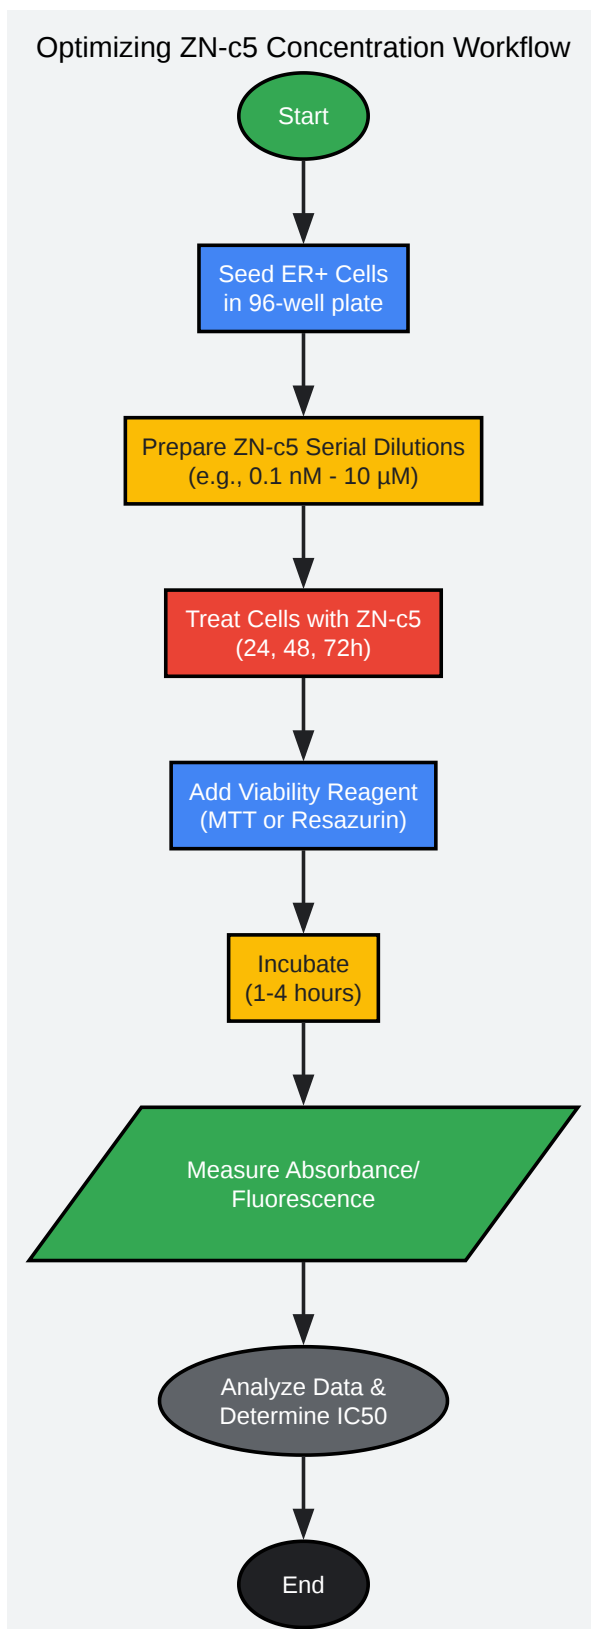 Optimizing ZN-c5 Concentration Workflow
Start
Seed ER+ Cells
in 96-well plate
Prepare ZN-c5 Serial Dilutions
(e.g., 0.1 nM - 10 µM)
Treat Cells with ZN-c5
(24, 48, 72h)
Add Viability Reagent
(MTT or Resazurin)
Incubate
(1-4 hours)
Measure Absorbance/
Fluorescence
Analyze Data &
Determine IC50
End